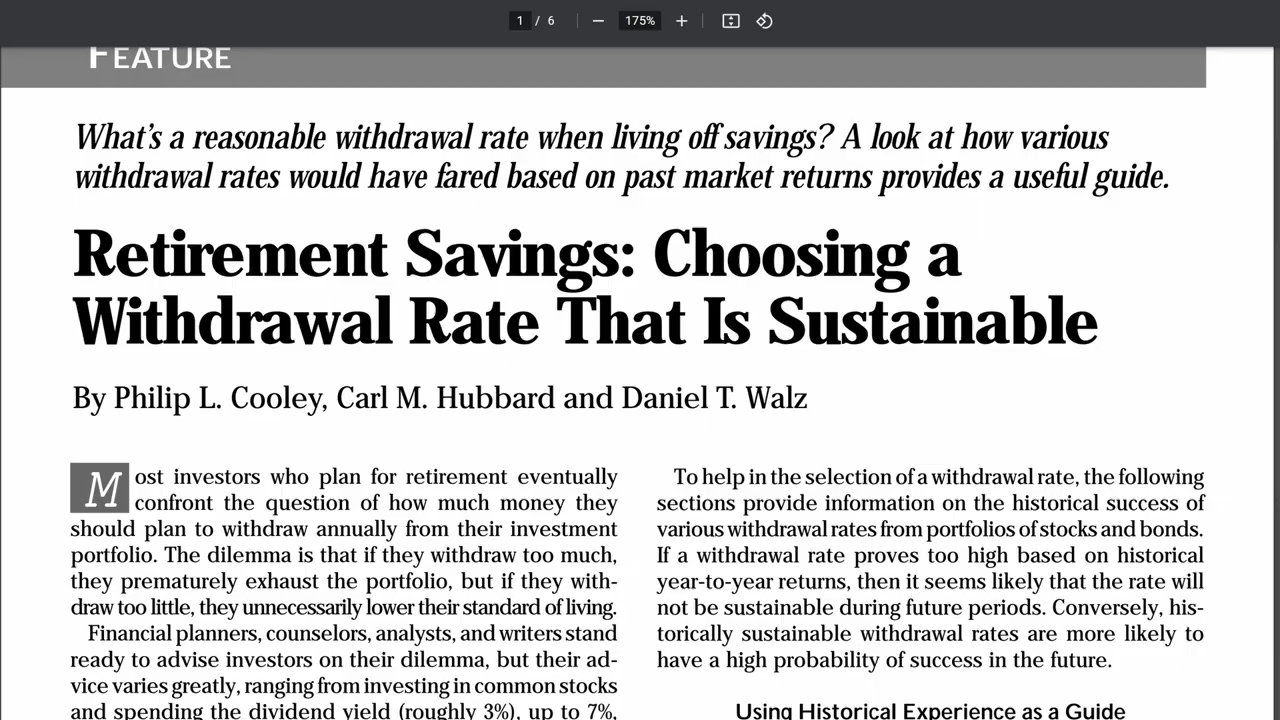 1 / 6
175%
FEATURE
What's a reasonable withdrawal rate when living off savings? A look at how various
withdrawal rates would have fared based on past market returns provides a useful guide.
Retirement Savings: Choosing a
Withdrawal Rate That Is Sustainable
By Philip L. Cooley, Carl M. Hubbard and Daniel T. Walz
Most investors who plan for retirement eventually
confront the question of how much money they
should plan to withdraw annually from their investment
portfolio. The dilemma is that if they withdraw too much,
they prematurely exhaust the portfolio, but if they with-
draw too little, they unnecessarily lower their standard of living.
Financial planners, counselors, analysts, and writers stand
ready to advise investors on their dilemma, but their ad-
vice varies greatly, ranging from investing in common stocks
and spending the dividend yield (roughly 3%), up to 7%,
To help in the selection of a withdrawal rate, the following
sections provide information on the historical success of
various withdrawal rates from portfolios of stocks and bonds.
If a withdrawal rate proves too high based on historical
year-to-year returns, then it seems likely that the rate will
not be sustainable during future periods. Conversely, his-
torically sustainable withdrawal rates are more likely to
have a high probability of success in the future.
Using Historical Experience as a Guide